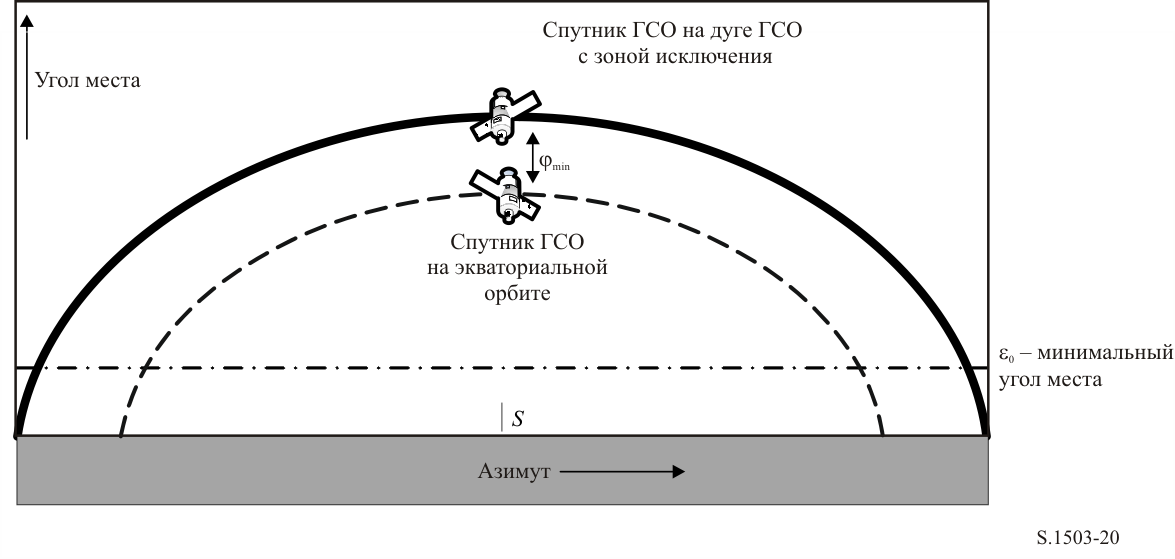 Спутник ГСО на дуге ГСО
с зоной исключения
Угол места
φmin
Спутник ГСО
на экваториальной
орбите
ε0 – минимальный
угол места
S
Азимут
S.1503-20